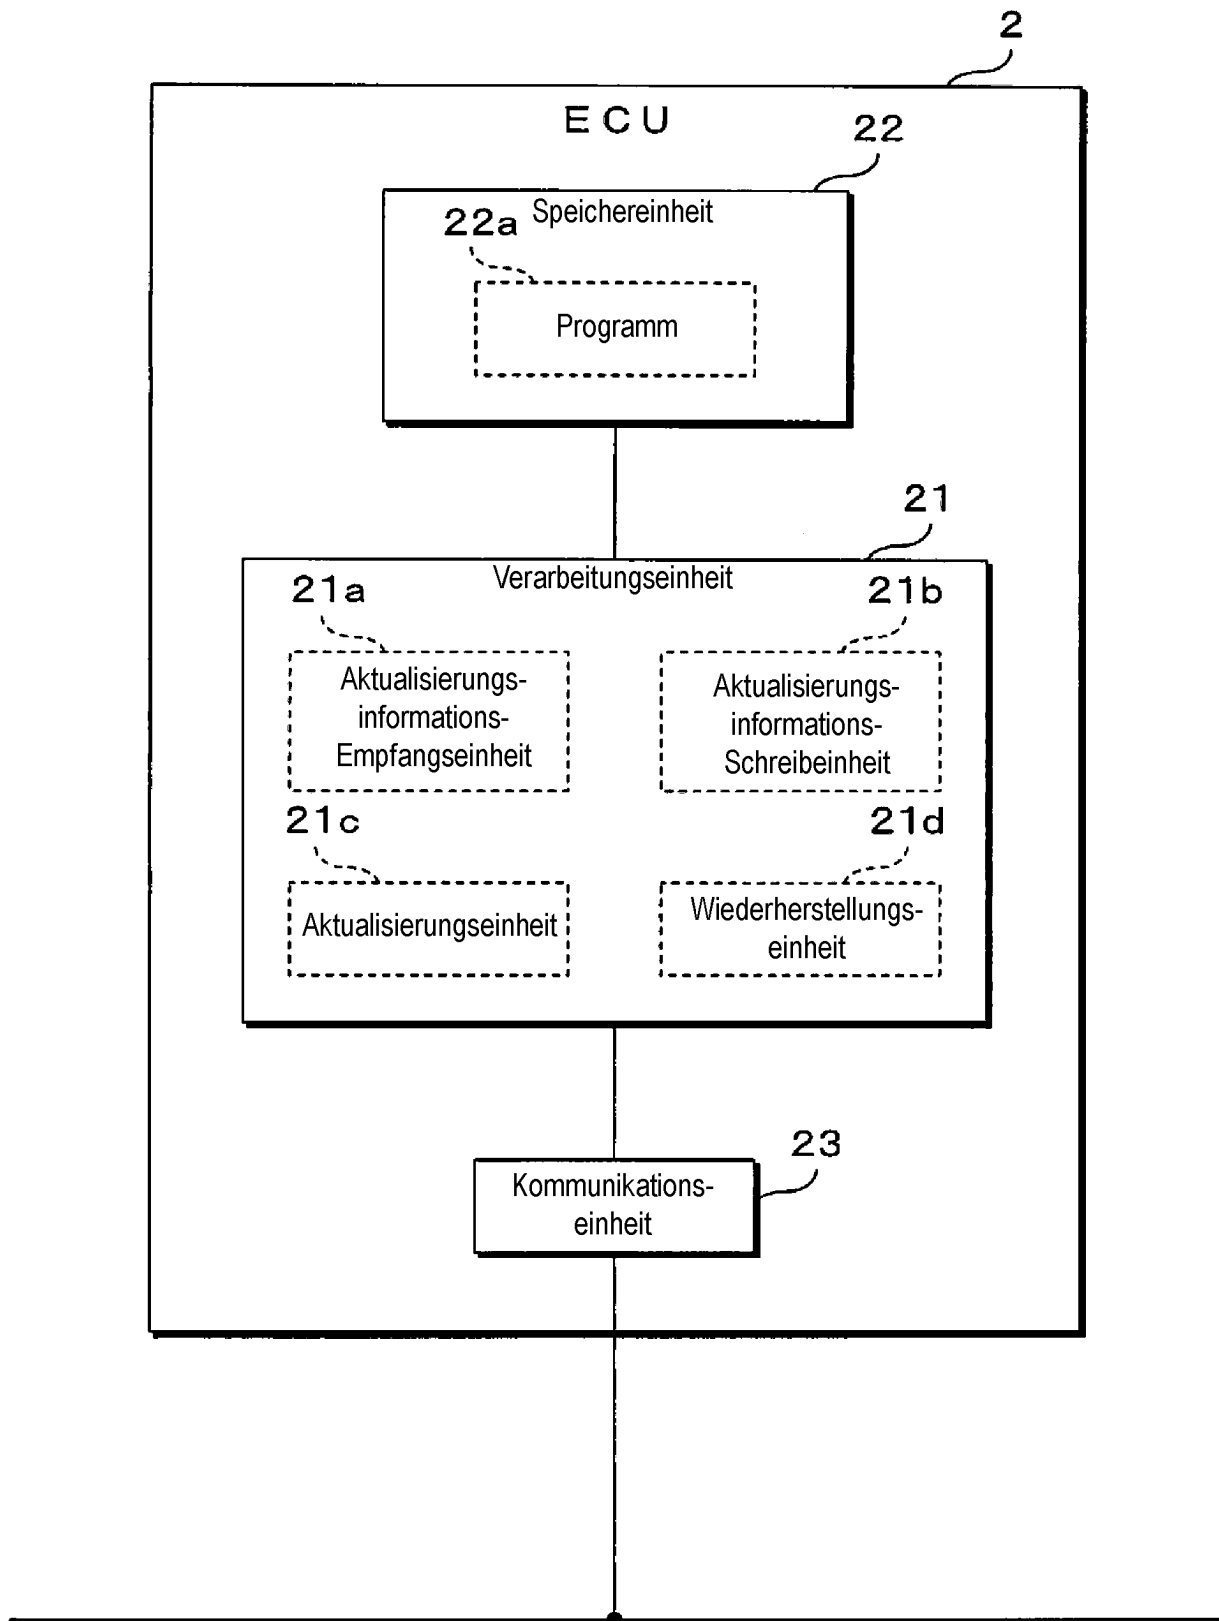 2
ECU
22
Speichereinheit
22a
Programm
21
Verarbeitungseinheit
21a
21b
Aktualisierungs-
informations-
Empfangseinheit
Aktualisierungs-
informations-
Schreibeinheit
21c
21d
Aktualisierungseinheit
Wiederherstellungs-
einheit
23
Kommunikations-
einheit